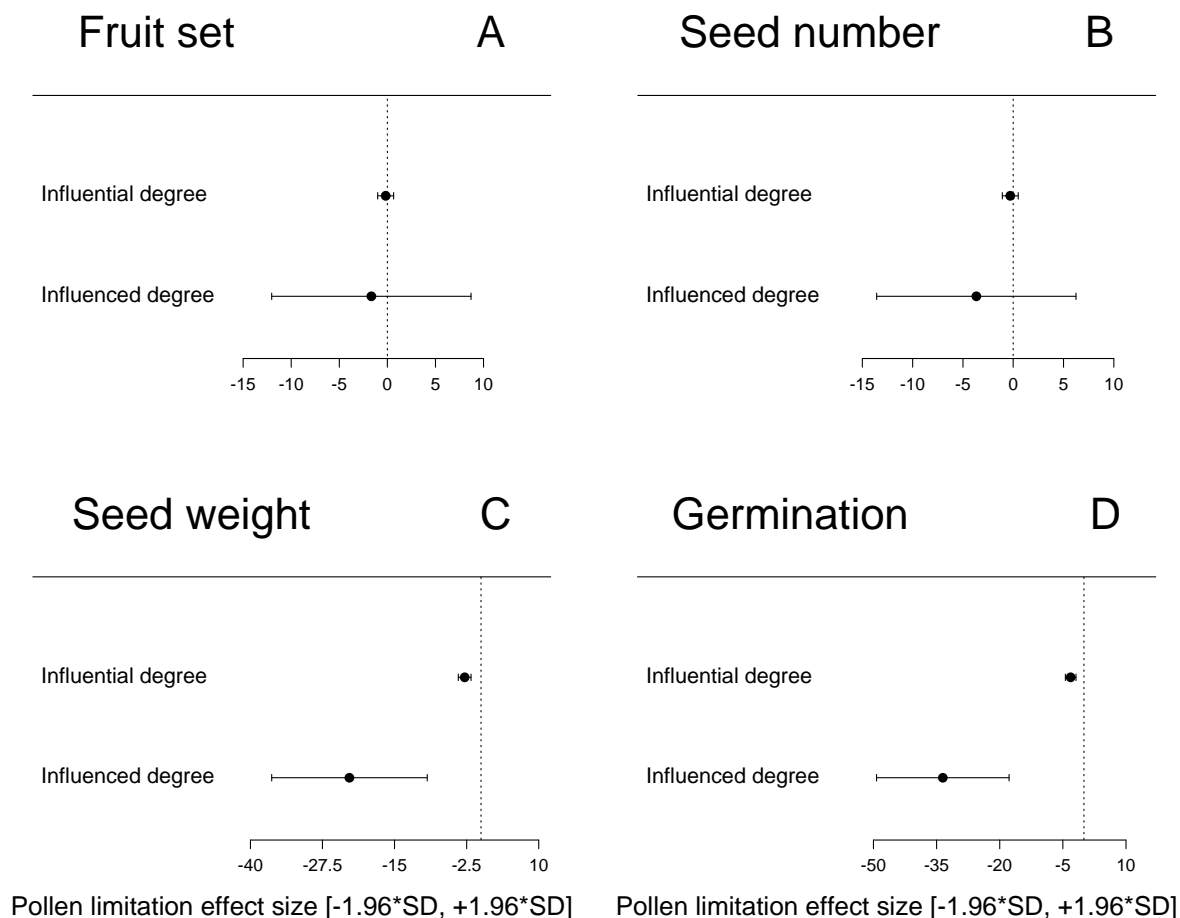 Fruit set A
Influential degree
Influenced degree
-15 -10 -5 0 5 10
Seed number B
Influential degree
Influenced degree
-15 -10 -5 0 5 10
Seed weight C
Influential degree
Influenced degree
-40 -27.5 -15 -2.5 10
Pollen limitation effect size [-1.96*SD, +1.96*SD]
Germination D
Influential degree
Influenced degree
-50 -35 -20 -5 10
Pollen limitation effect size [-1.96*SD, +1.96*SD]